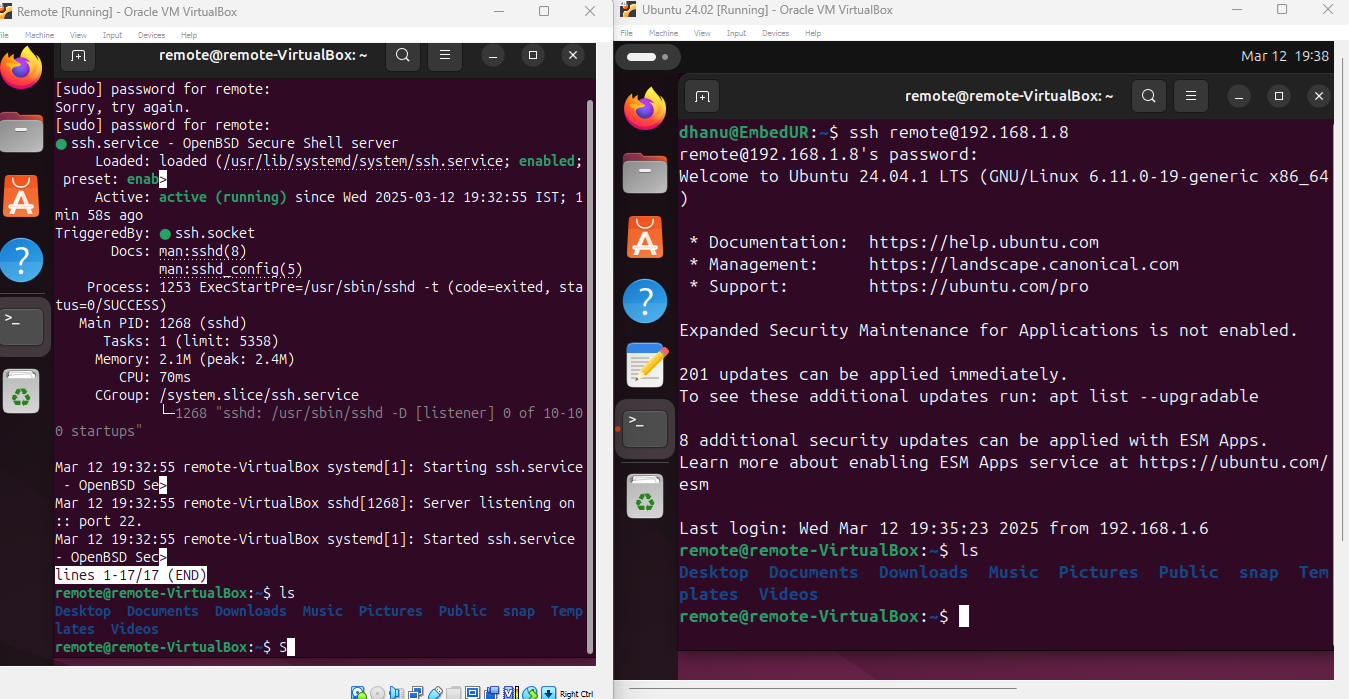 Remote [Running] - Oracle VM VirtualBox
File Machine View Input Devices Help
remote@remote-VirtualBox: ~
[sudo] password for remote:
Sorry, try again.
[sudo] password for remote:
● ssh.service - OpenBSD Secure Shell server
Loaded: loaded (/usr/lib/systemd/system/ssh.service; enabled;
preset: enab>
Active: active (running) since Wed 2025-03-12 19:32:55 IST; 1
min 58s ago
TriggeredBy: ● ssh.socket
Docs: man:sshd(8)
man:sshd_config(5)
Process: 1253 ExecStartPre=/usr/sbin/sshd -t (code=exited, sta
tus=0/SUCCESS)
Main PID: 1268 (sshd)
Tasks: 1 (limit: 5358)
Memory: 2.1M (peak: 2.4M)
CPU: 70ms
CGroup: /system.slice/ssh.service
└─1268 "sshd: /usr/sbin/sshd -D [listener] 0 of 10-10
0 startups"
Mar 12 19:32:55 remote-VirtualBox systemd[1]: Starting ssh.service
- OpenBSD Se>
Mar 12 19:32:55 remote-VirtualBox sshd[1268]: Server listening on
:: port 22.
Mar 12 19:32:55 remote-VirtualBox systemd[1]: Started ssh.service
- OpenBSD Sec>
lines 1-17/17 (END)
remote@remote-VirtualBox:~$ ls
Desktop Documents Downloads Music Pictures Public snap Temp
lates Videos
remote@remote-VirtualBox:~$ S
Right Ctrl
Ubuntu 24.02 [Running] - Oracle VM VirtualBox
File Machine View Input Devices Help
Mar 12 19:38
remote@remote-VirtualBox: ~
dhanu@EmbedUR:~$ ssh remote@192.168.1.8
remote@192.168.1.8's password:
Welcome to Ubuntu 24.04.1 LTS (GNU/Linux 6.11.0-19-generic x86_64
)
* Documentation: https://help.ubuntu.com
* Management: https://landscape.canonical.com
* Support: https://ubuntu.com/pro
Expanded Security Maintenance for Applications is not enabled.
201 updates can be applied immediately.
To see these additional updates run: apt list --upgradable
8 additional security updates can be applied with ESM Apps.
Learn more about enabling ESM Apps service at https://ubuntu.com/
esm
Last login: Wed Mar 12 19:35:23 2025 from 192.168.1.6
remote@remote-VirtualBox:~$ ls
Desktop Documents Downloads Music Pictures Public snap Tem
plates Videos
remote@remote-VirtualBox:~$